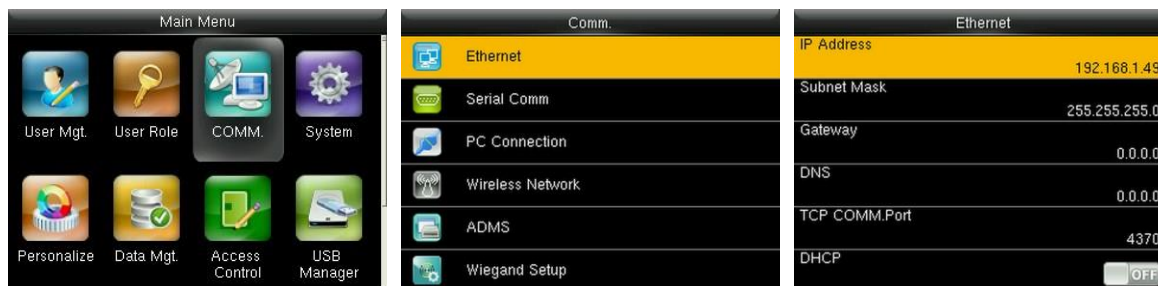 Main Menu
User Mgt.
User Role
COMM.
System
Personalize
Data Mgt.
Access
Control
USB
Manager
Comm.
Ethernet
Serial Comm
PC Connection
Wireless Network
ADMS
Wiegand Setup
Ethernet
IP Address
192.168.1.49
Subnet Mask
255.255.255.0
Gateway
0.0.0.0
DNS
0.0.0.0
TCP COMM.Port
4370
DHCP
OFF